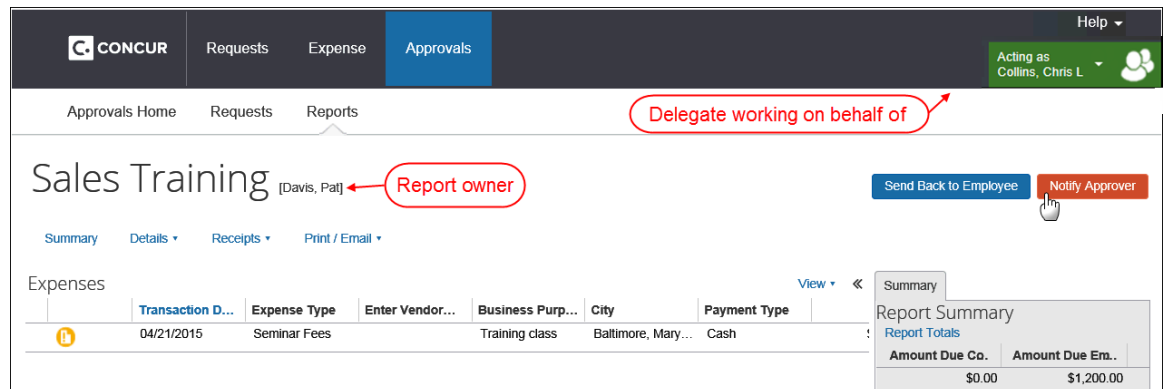 Help
C. CONCUR Requests Expense Approvals
Acting as
Collins, Chris L
Approvals Home Requests Reports
Delegate working on behalf of
Sales Training [Davis, Pat] Report owner
Send Back to Employee Notify Approver
Summary Details Receipts Print / Email
Expenses View Summary
Transaction D... Expense Type Enter Vendor... Business Purp... City Payment Type
Report Summary
04/21/2015 Seminar Fees Training class Baltimore, Mary... Cash
Report Totals
Amount Due Co. Amount Due Em..
$0.00 $1,200.00